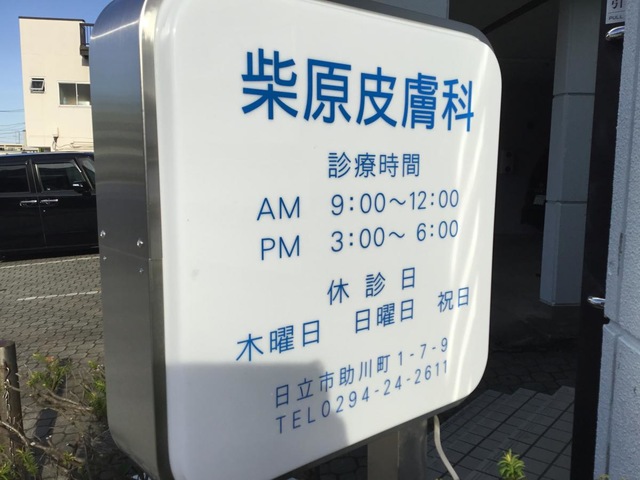 柴原皮膚科
診療時間
AM 9:00〜12:00
PM 3:00〜 6:00
休診日
木曜日 日曜日 祝日
日立市助川町1-7-9
TEL0294-24-2611
引
PULL